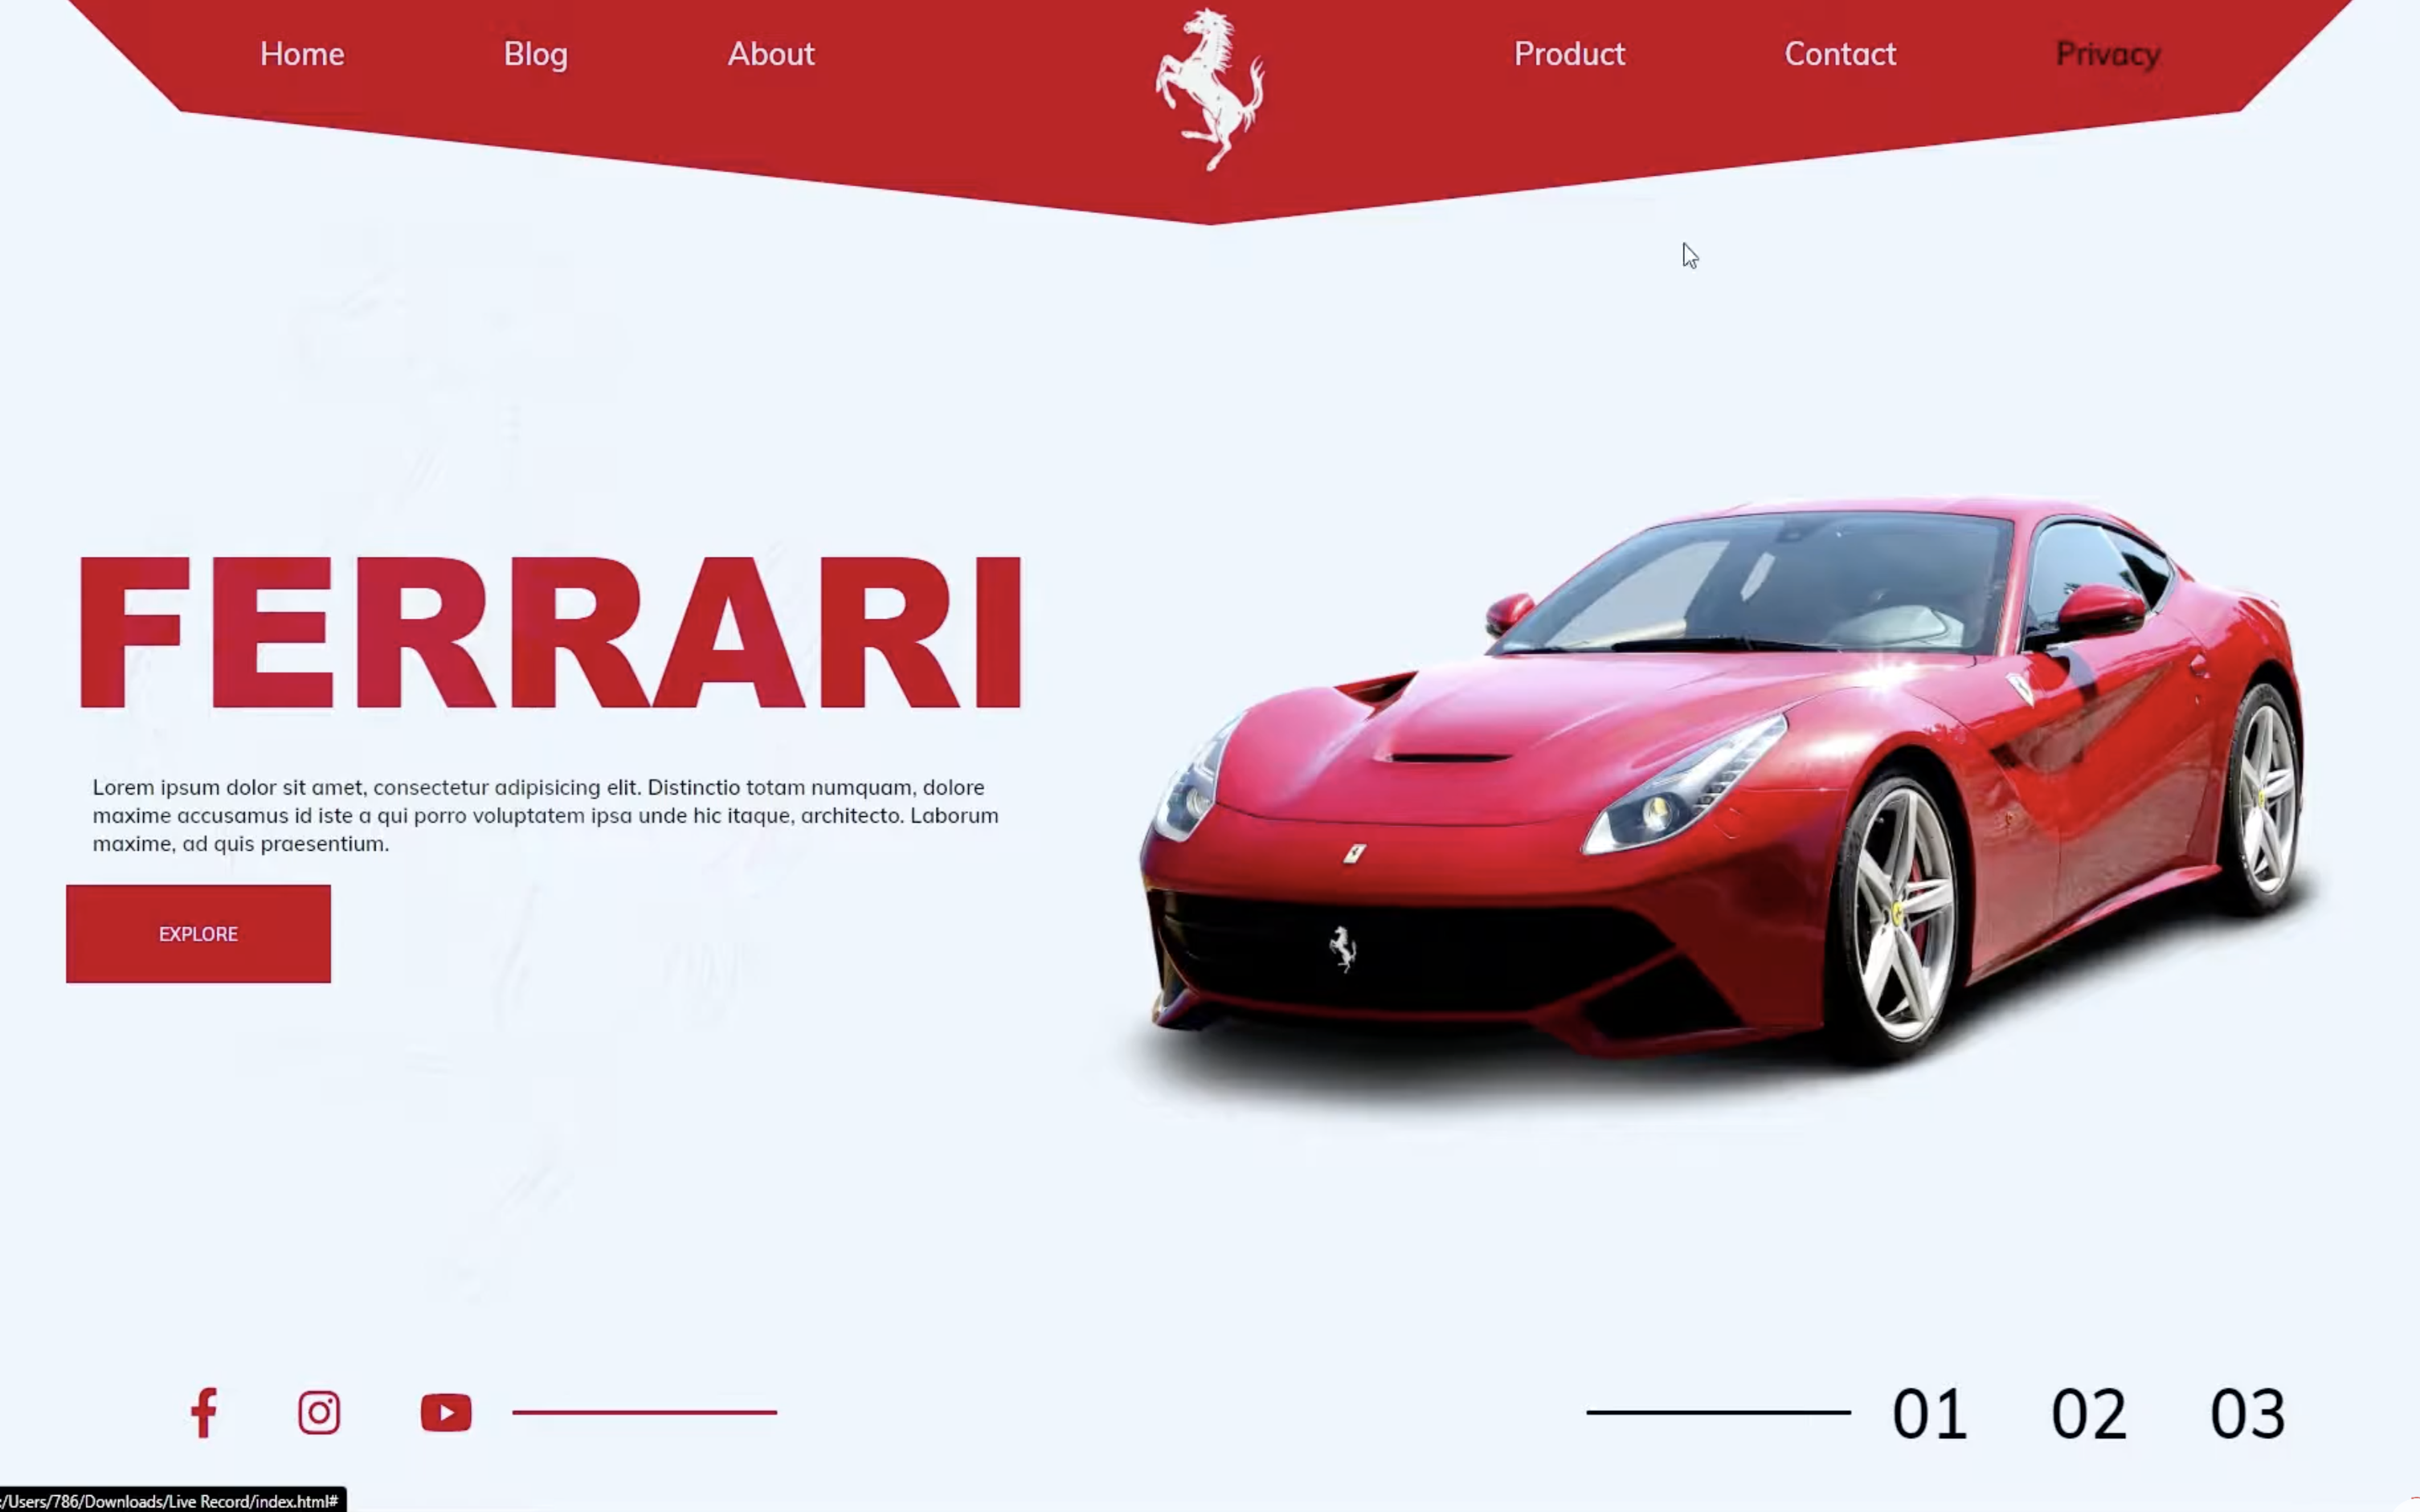 Home Blog About Product Contact Privacy
FERRARI
Lorem ipsum dolor sit amet, consectetur adipisicing elit. Distinctio totam numquam, dolore
maxime accusamus id iste a qui porro voluptatem ipsa unde hic itaque, architecto. Laborum
maxime, ad quis praesentium.
EXPLORE
01 02 03
:/Users/786/Downloads/Live Record/index.html#